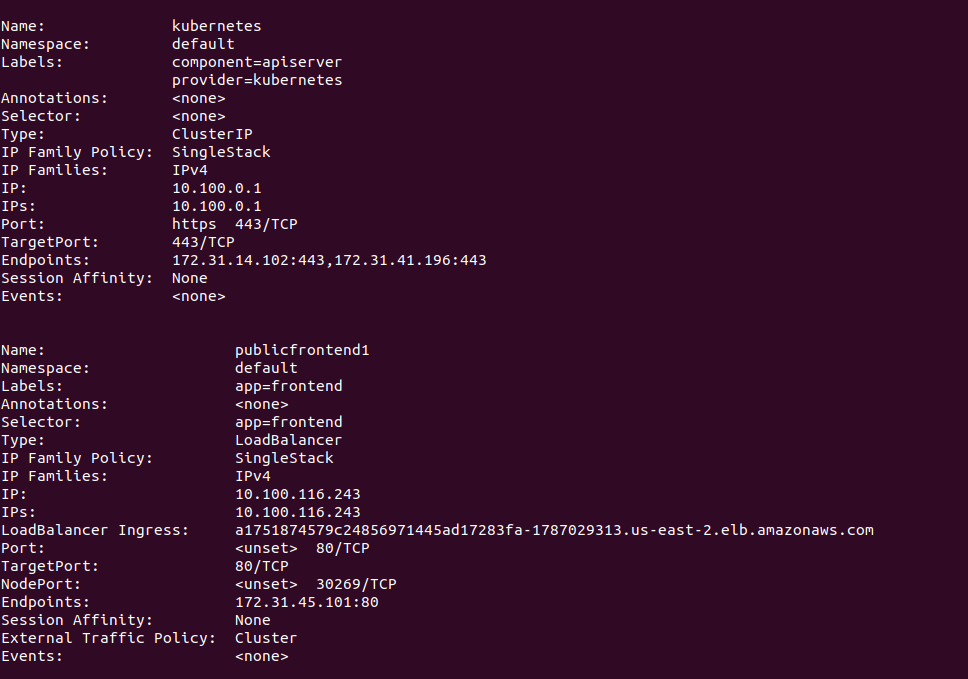 Name:              kubernetes
Namespace:         default
Labels:            component=apiserver
                   provider=kubernetes
Annotations:       <none>
Selector:          <none>
Type:              ClusterIP
IP Family Policy:  SingleStack
IP Families:       IPv4
IP:                10.100.0.1
IPs:               10.100.0.1
Port:              https  443/TCP
TargetPort:        443/TCP
Endpoints:         172.31.14.102:443,172.31.41.196:443
Session Affinity:  None
Events:            <none>


Name:                     publicfrontend1
Namespace:                default
Labels:                   app=frontend
Annotations:              <none>
Selector:                 app=frontend
Type:                     LoadBalancer
IP Family Policy:         SingleStack
IP Families:              IPv4
IP:                       10.100.116.243
IPs:                      10.100.116.243
LoadBalancer Ingress:     a1751874579c24856971445ad17283fa-1787029313.us-east-2.elb.amazonaws.com
Port:                     <unset>  80/TCP
TargetPort:               80/TCP
NodePort:                 <unset>  30269/TCP
Endpoints:                172.31.45.101:80
Session Affinity:         None
External Traffic Policy:  Cluster
Events:                   <none>